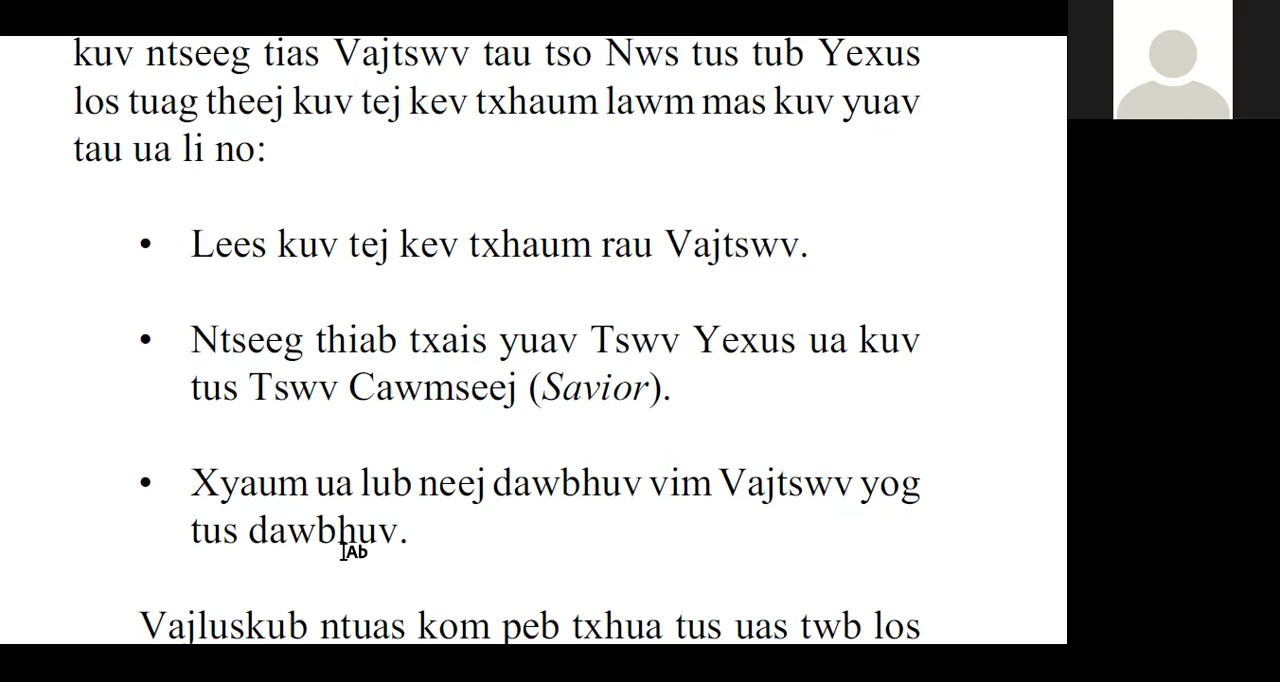 kuv ntseeg tias Vajtswv tau tso Nws tus tub Yexus
los tuag theej kuv tej kev txhaum lawm mas kuv yuav
tau ua li no:
• Lees kuv tej kev txhaum rau Vajtswv.
• Ntseeg thiab txais yuav Tswv Yexus ua kuv
tus Tswv Cawmseej (Savior).
• Xyaum ua lub neej dawbhuv vim Vajtswv yog
tus dawbhuv.
Ab
Vajluskub ntuas kom peb txhua tus uas twb los